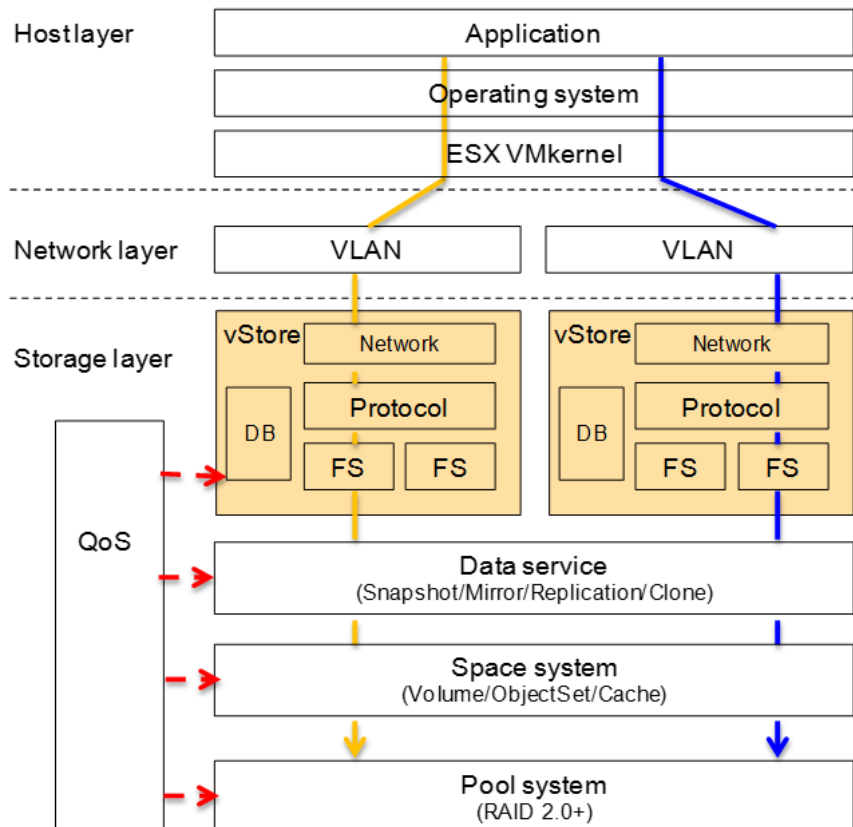 Host layer
Application
Operating system
ESX VMkernel
Network layer
VLAN
VLAN
Storage layer
vStore
Network
Protocol
DB
FS
FS
vStore
Network
Protocol
DB
FS
FS
QoS
Data service
(Snapshot/Mirror/Replication/Clone)
Space system
(Volume/ObjectSet/Cache)
Pool system
(RAID 2.0+)